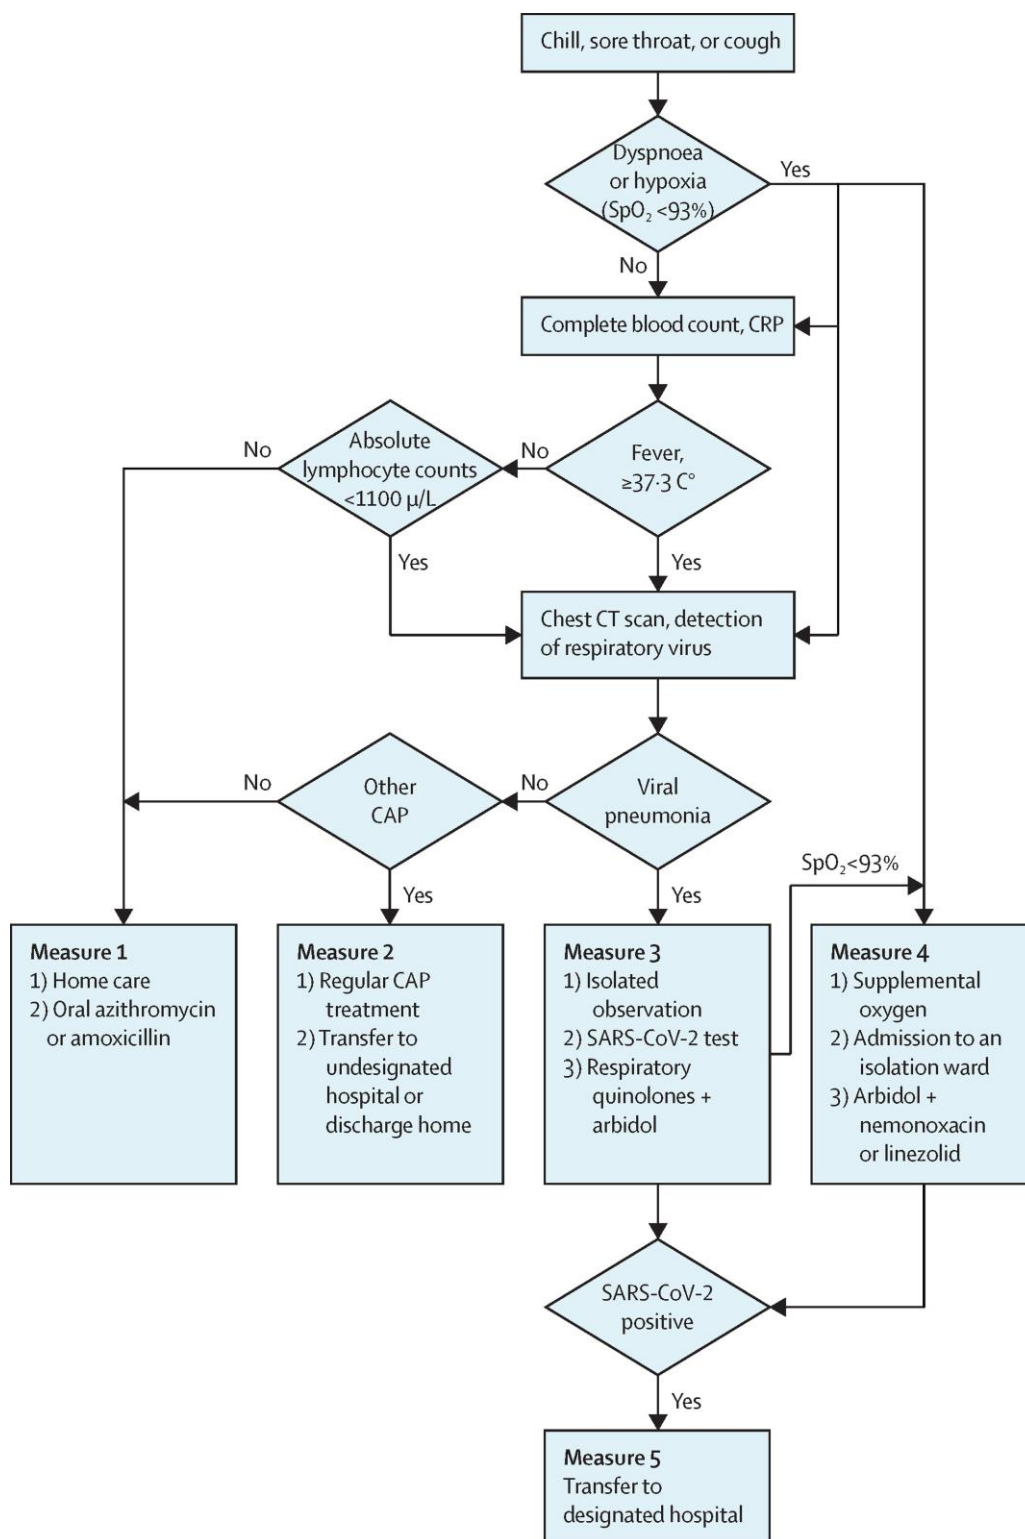 Chill, sore throat, or cough
Dyspnoea
or hypoxia
(SpO₂ <93%)
Yes
No
Complete blood count, CRP
No
Absolute
lymphocyte counts
<1100 µ/L
No
Fever,
≥37·3 C°
Yes
Yes
Chest CT scan, detection
of respiratory virus
No
Other
CAP
No
Viral
pneumonia
SpO₂<93%
Yes
Yes
Measure 1
1) Home care
2) Oral azithromycin
or amoxicillin
Measure 2
1) Regular CAP
treatment
2) Transfer to
undesignated
hospital or
discharge home
Measure 3
1) Isolated
observation
2) SARS-CoV-2 test
3) Respiratory
quinolones +
arbidol
Measure 4
1) Supplemental
oxygen
2) Admission to an
isolation ward
3) Arbidol +
nemonoxacin
or linezolid
SARS-CoV-2
positive
Yes
Measure 5
Transfer to
designated hospital